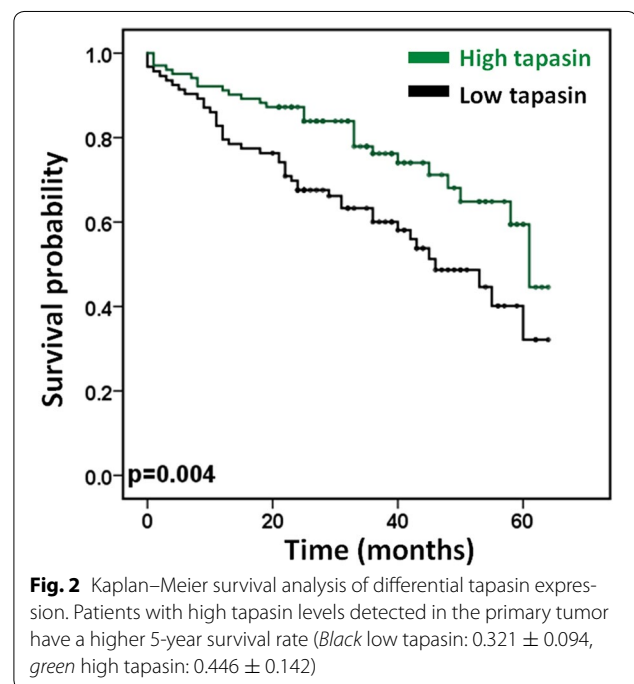 High tapasin
Low tapasin
Survival probability
1.0
0.8
0.6
0.4
0.2
0.0
p=0.004
0 20 40 60
Time (months)
Fig. 2 Kaplan–Meier survival analysis of differential tapasin expres-
sion. Patients with high tapasin levels detected in the primary tumor
have a higher 5-year survival rate (Black low tapasin: 0.321 ± 0.094,
green high tapasin: 0.446 ± 0.142)